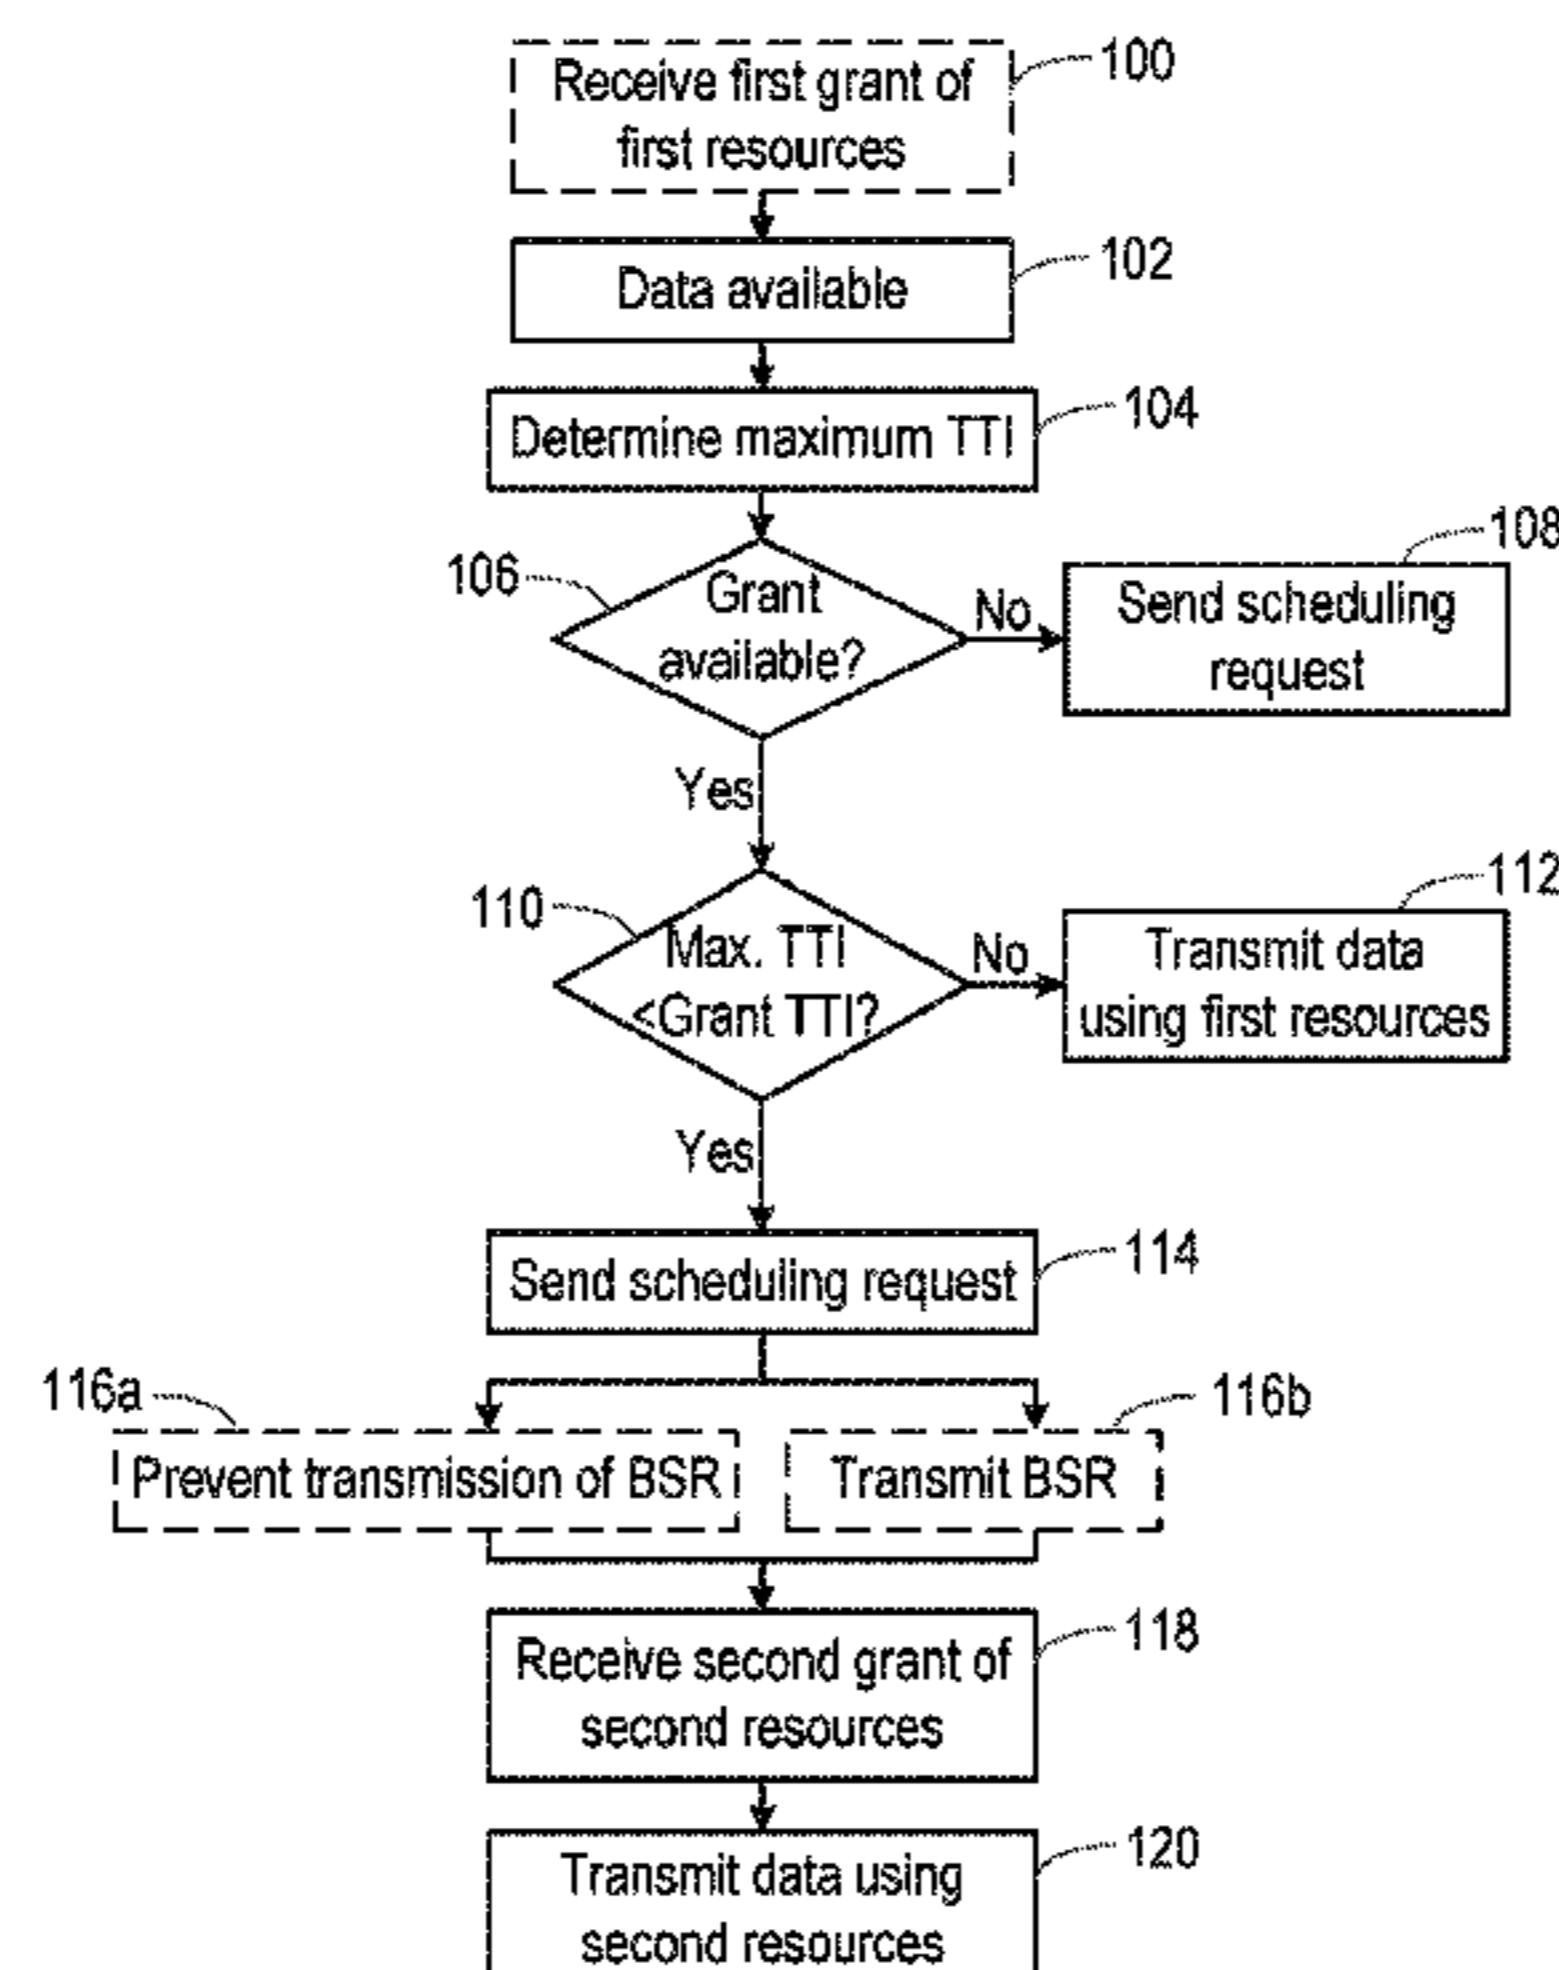 Receive first grant of
first resources
100
Data available
102
Determine maximum TTI
104
106
Grant
available?
No
Send scheduling
request
108
Yes
110
Max. TTI
<Grant TTI?
No
Transmit data
using first resources
112
Yes
Send scheduling request
114
116a
Prevent transmission of BSR
Transmit BSR
116b
Receive second grant of
second resources
118
Transmit data using
second resources
120